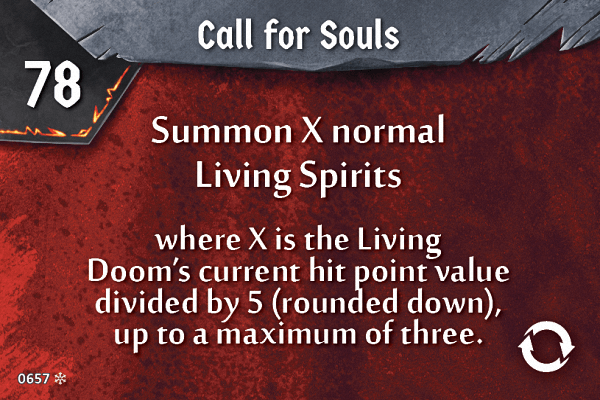 Call for Souls
78
Summon X normal
Living Spirits
where X is the Living
Doom's current hit point value
divided by 5 (rounded down),
up to a maximum of three.
0657